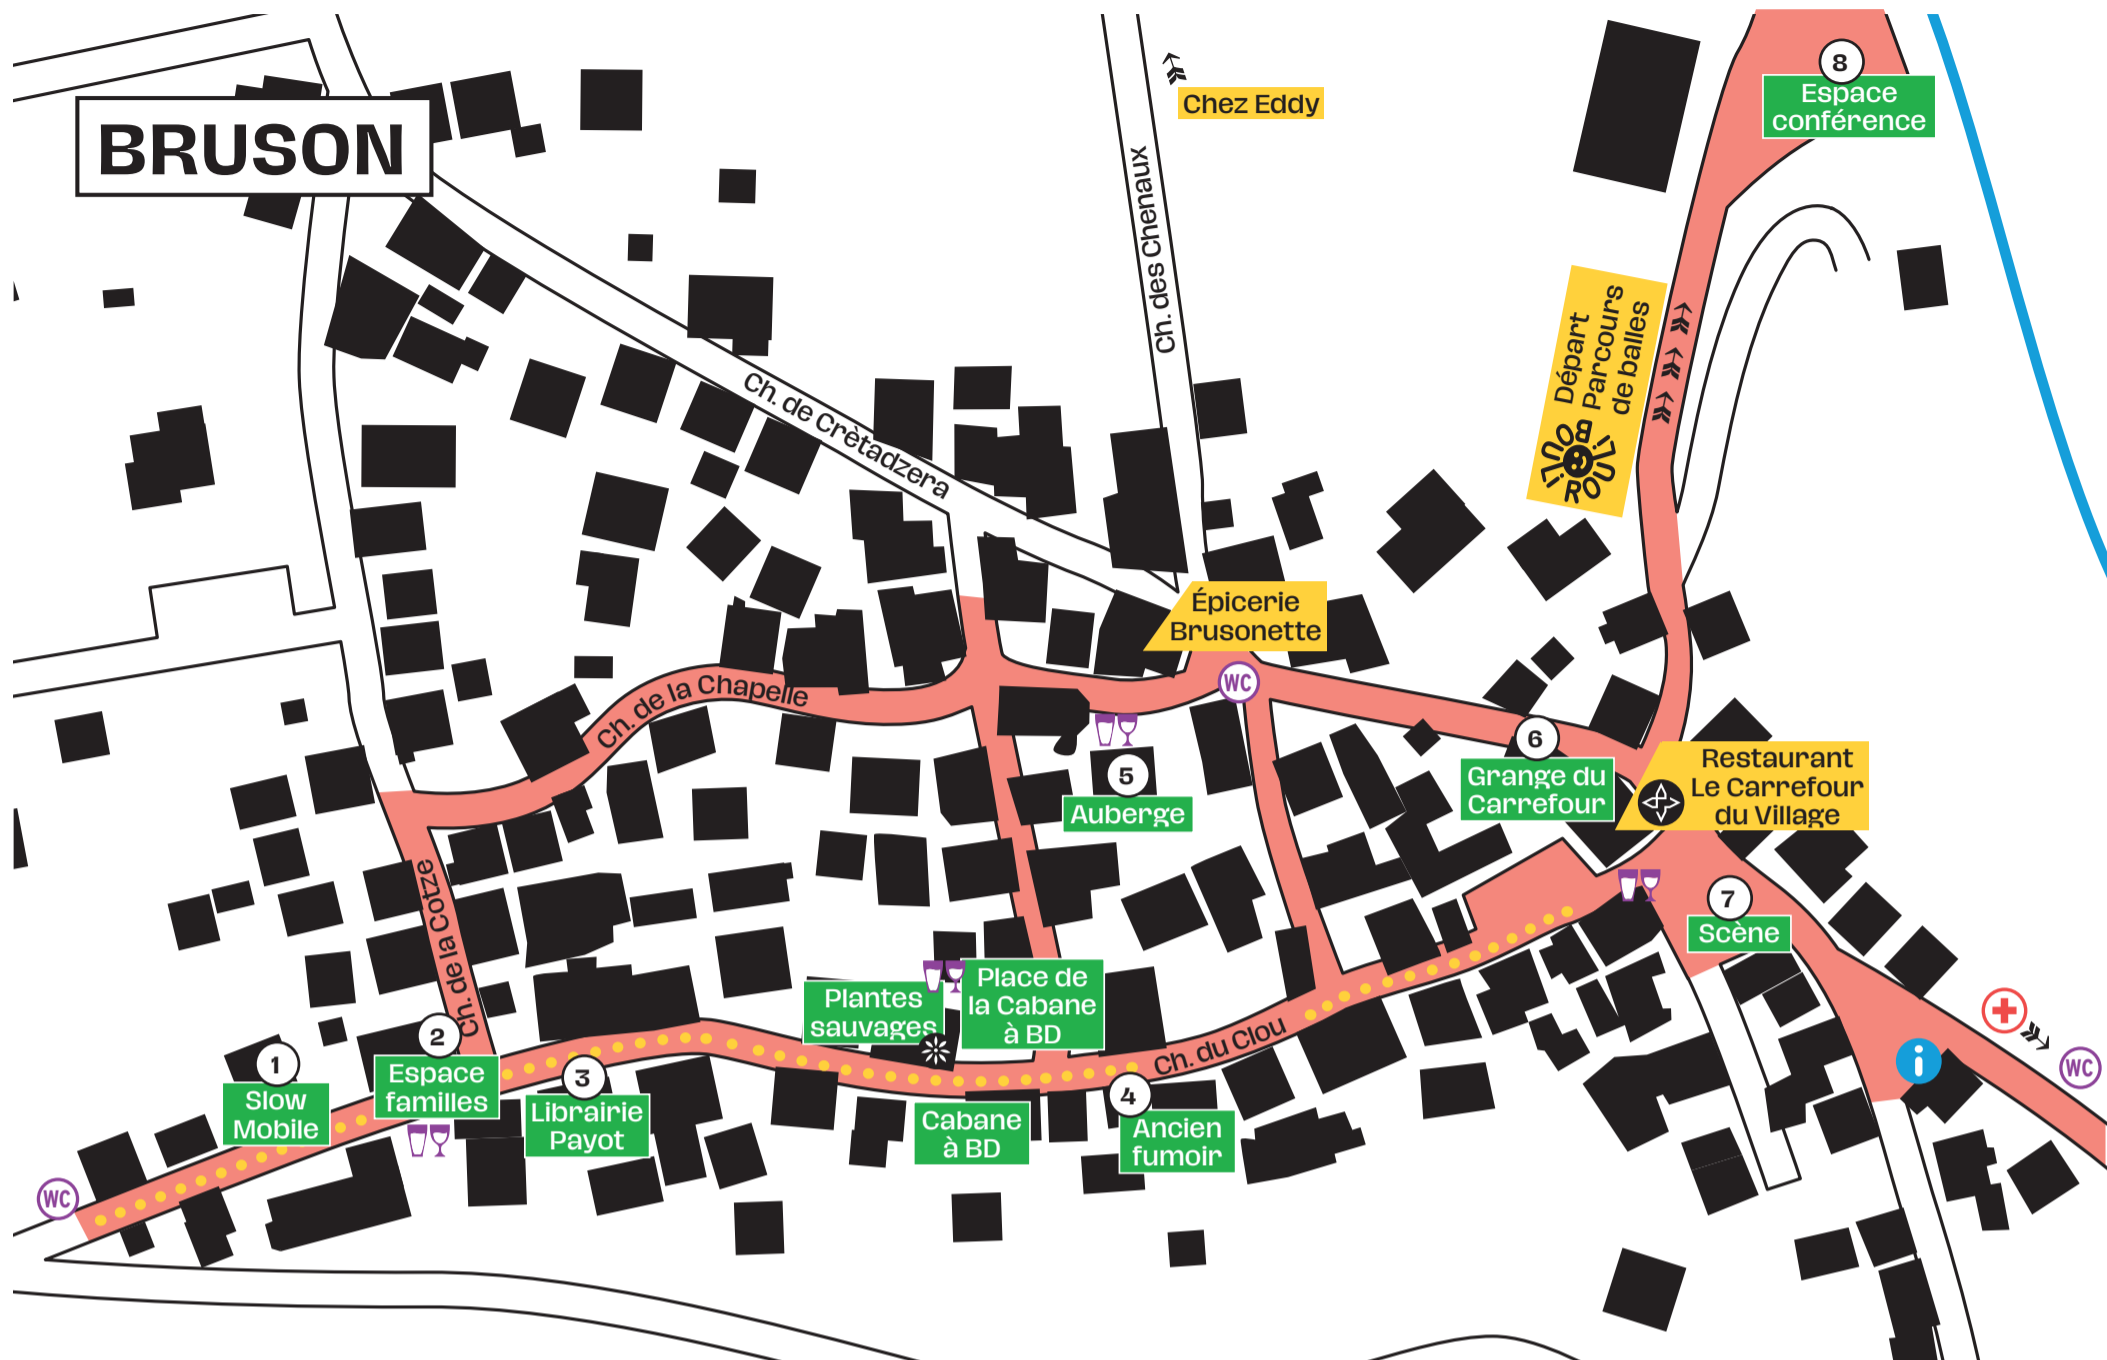 BRUSON
Chez Eddy
8
Espace
conférence
Ch. des Chenaux
Départ
Parcours
de balles
BOULI
ROULI
Ch. de Crètadzera
Épicerie
Brusonette
WC
Ch. de la Chapelle
5
Auberge
6
Grange du
Carrefour
Restaurant
Le Carrefour
du Village
7
Scène
Ch. de la Cotze
Plantes
sauvages
Place de
la Cabane
à BD
Ch. du Clou
i
WC
1
Slow
Mobile
2
Espace
familles
3
Librairie
Payot
Cabane
à BD
4
Ancien
fumoir
WC